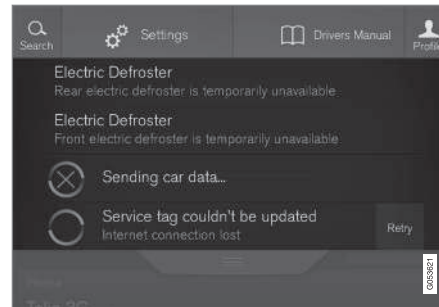 Search
Settings
Drivers Manual
Profile
Electric Defroster
Rear electric defroster is temporarily unavailable
Electric Defroster
Front electric defroster is temporarily unavailable
Sending car data...
Service tag couldn't be updated
Internet connection lost
Retry
G053621